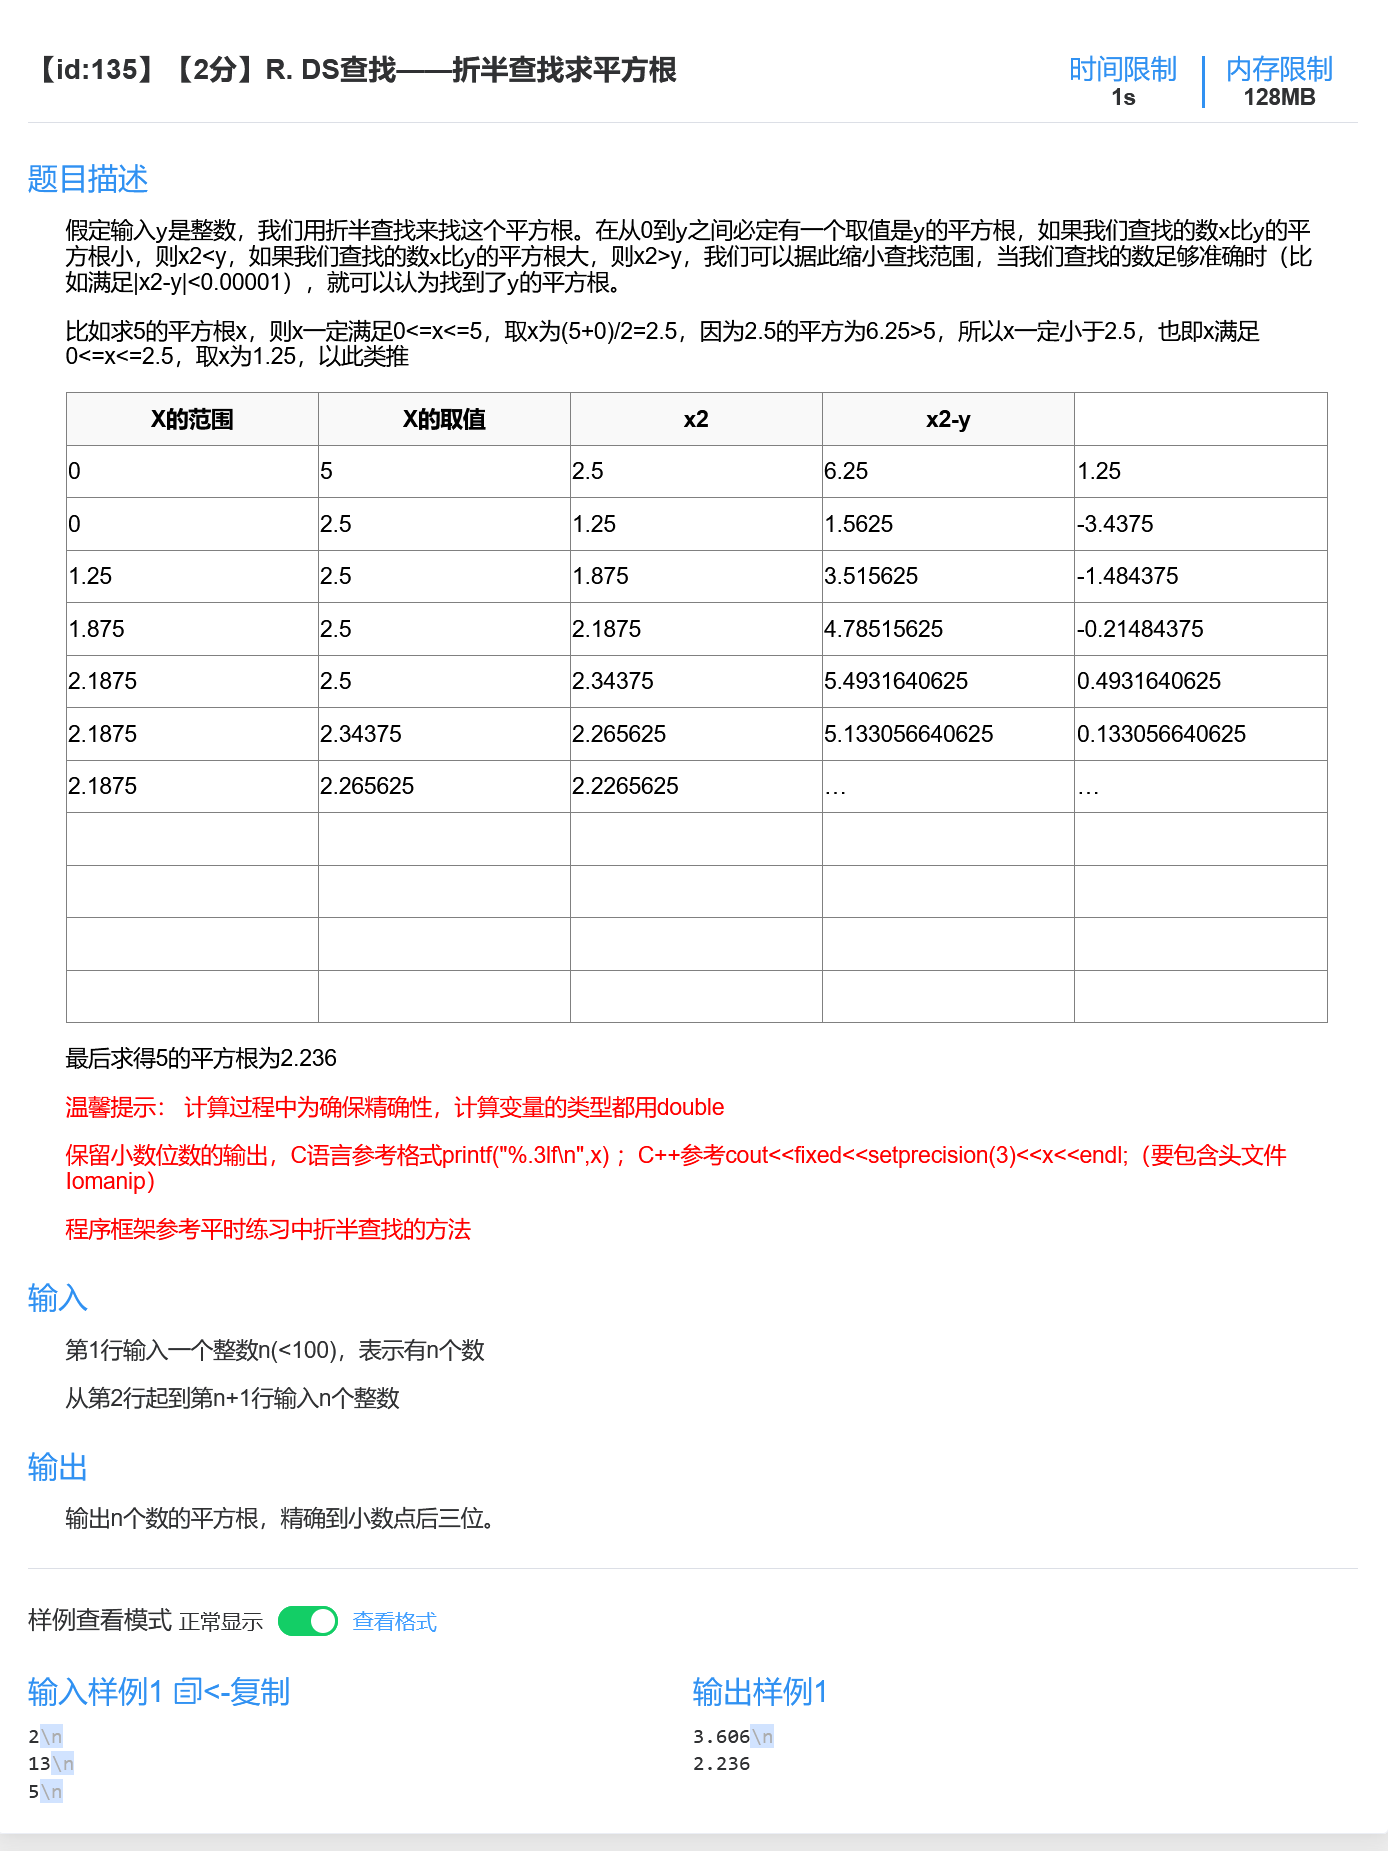 【id:135】【2分】R. DS查找——折半查找求平方根
时间限制
1s
内存限制
128MB
题目描述
假定输入y是整数，我们用折半查找来找这个平方根。在从0到y之间必定有一个取值是y的平方根，如果我们查找的数x比y的平
方根小，则x2<y，如果我们查找的数x比y的平方根大，则x2>y，我们可以据此缩小查找范围，当我们查找的数足够准确时（比
如满足|x2-y|<0.00001），就可以认为找到了y的平方根。
比如求5的平方根x，则x一定满足0<=x<=5，取x为(5+0)/2=2.5，因为2.5的平方为6.25>5，所以x一定小于2.5，也即x满足
0<=x<=2.5，取x为1.25，以此类推
X的范围 X的取值 x2 x2-y
0 5 2.5 6.25 1.25
0 2.5 1.25 1.5625 -3.4375
1.25 2.5 1.875 3.515625 -1.484375
1.875 2.5 2.1875 4.78515625 -0.21484375
2.1875 2.5 2.34375 5.4931640625 0.4931640625
2.1875 2.34375 2.265625 5.133056640625 0.133056640625
2.1875 2.265625 2.2265625 … …
最后求得5的平方根为2.236
温馨提示： 计算过程中为确保精确性，计算变量的类型都用double
保留小数位数的输出，C语言参考格式printf("%.3lf\n",x) ；C++参考cout<<fixed<<setprecision(3)<<x<<endl;（要包含头文件
Iomanip）
程序框架参考平时练习中折半查找的方法
输入
第1行输入一个整数n(<100)，表示有n个数
从第2行起到第n+1行输入n个整数
输出
输出n个数的平方根，精确到小数点后三位。
样例查看模式 正常显示 查看格式
输入样例1 <-复制
2\n
13\n
5\n
输出样例1
3.606\n
2.236